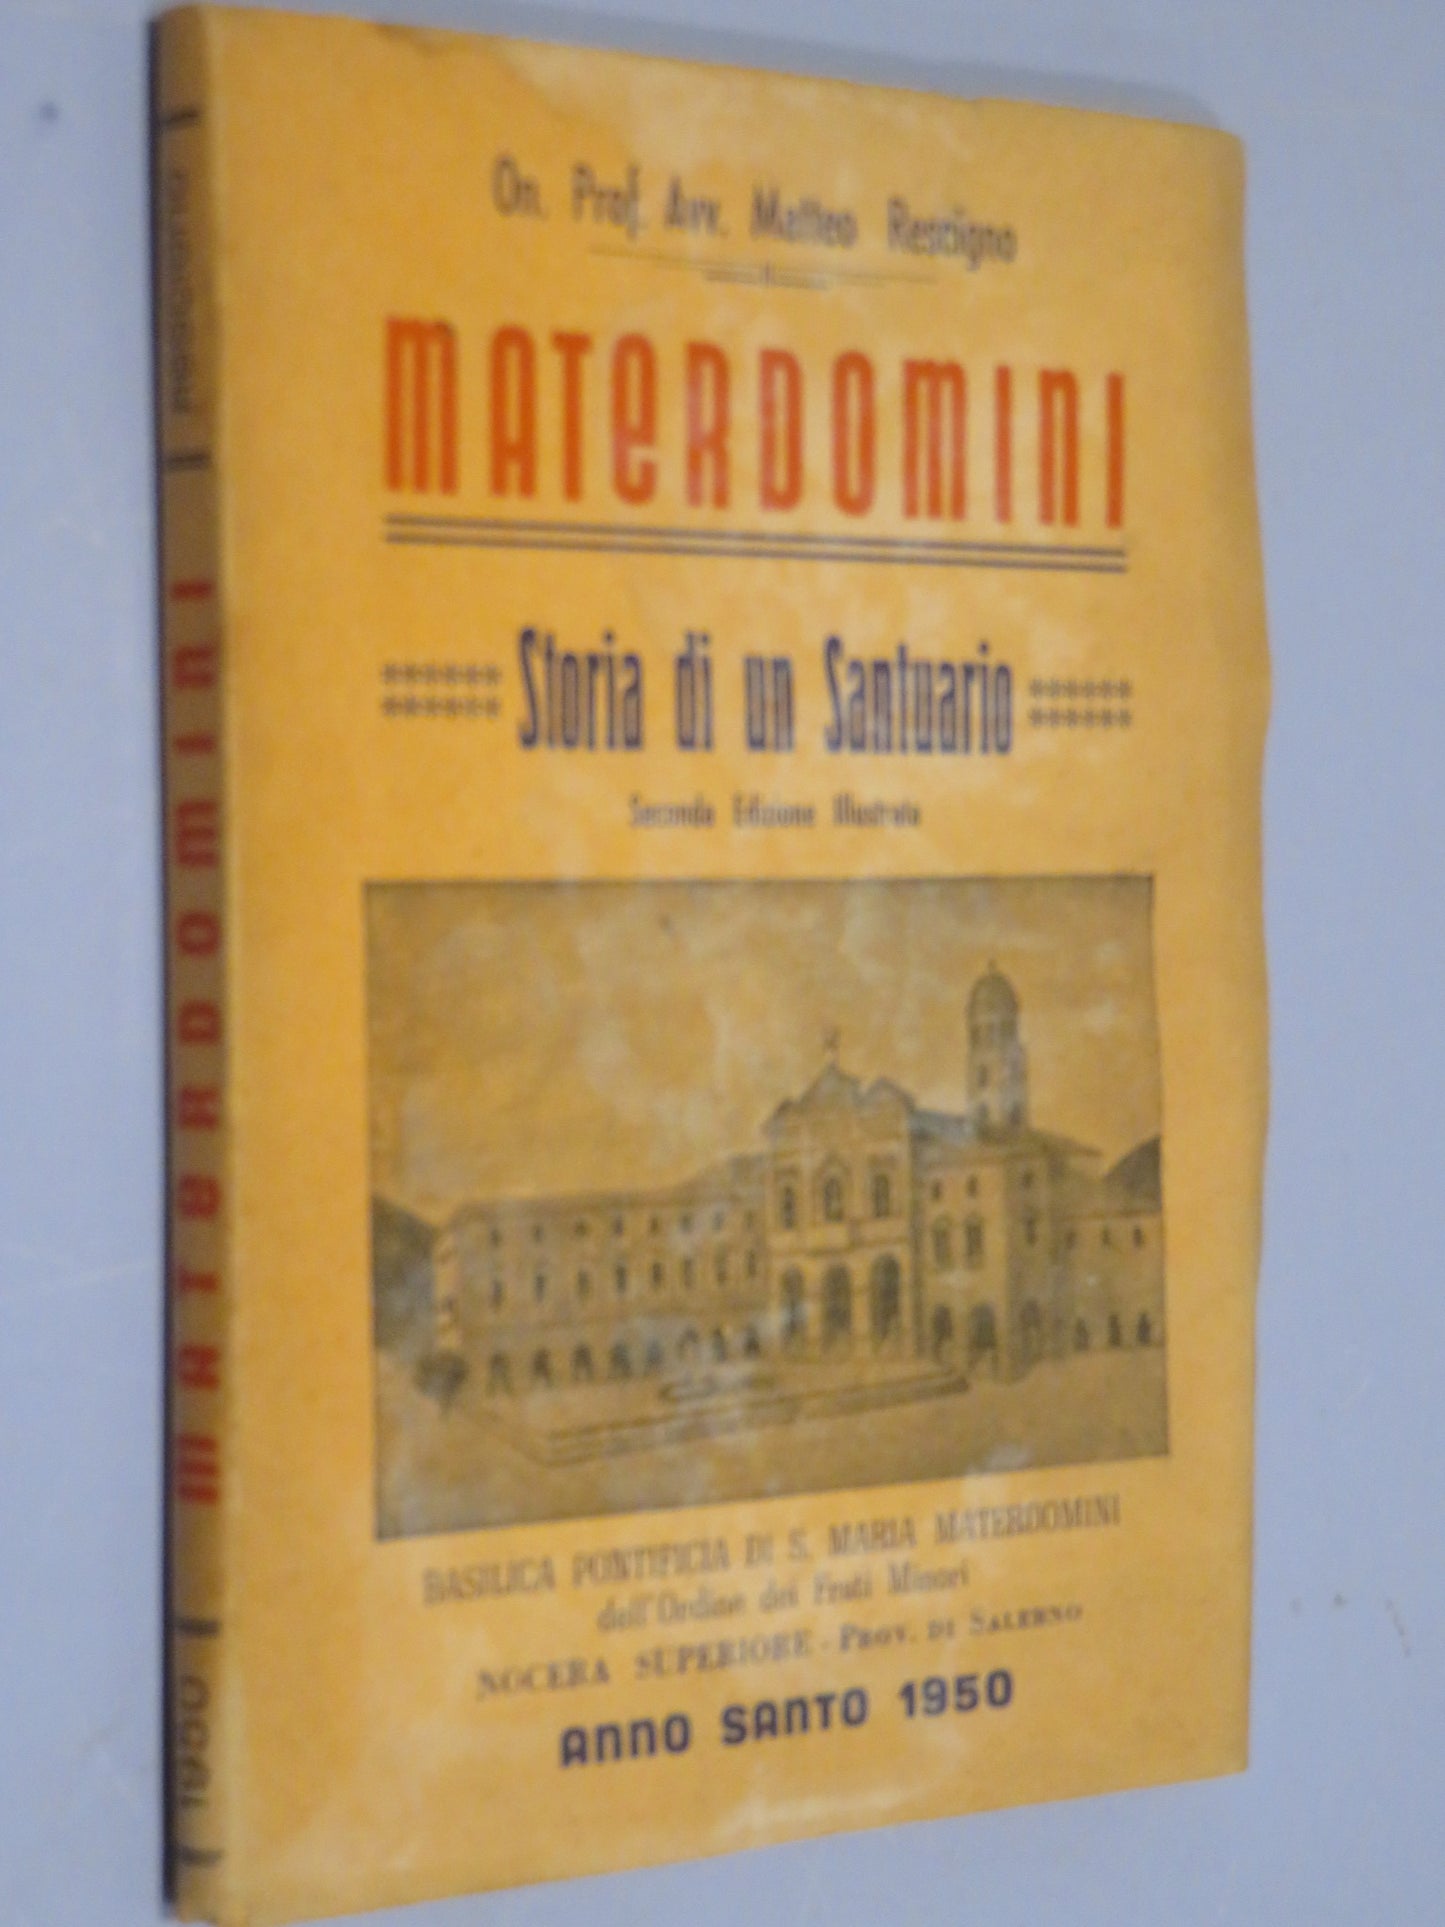 On. Prof. Avv. Matteo Rescigno
MATERDOMINI
Storia di un Santuario
Seconda Edizione Illustrata
BASILICA PONTIFICIA DI S. MARIA MATERDOMINI
dell'Ordine dei Frati Minori
NOCERA SUPERIORE - PROV. DI SALERNO
ANNO SANTO 1950
1950
MATERDOMINI